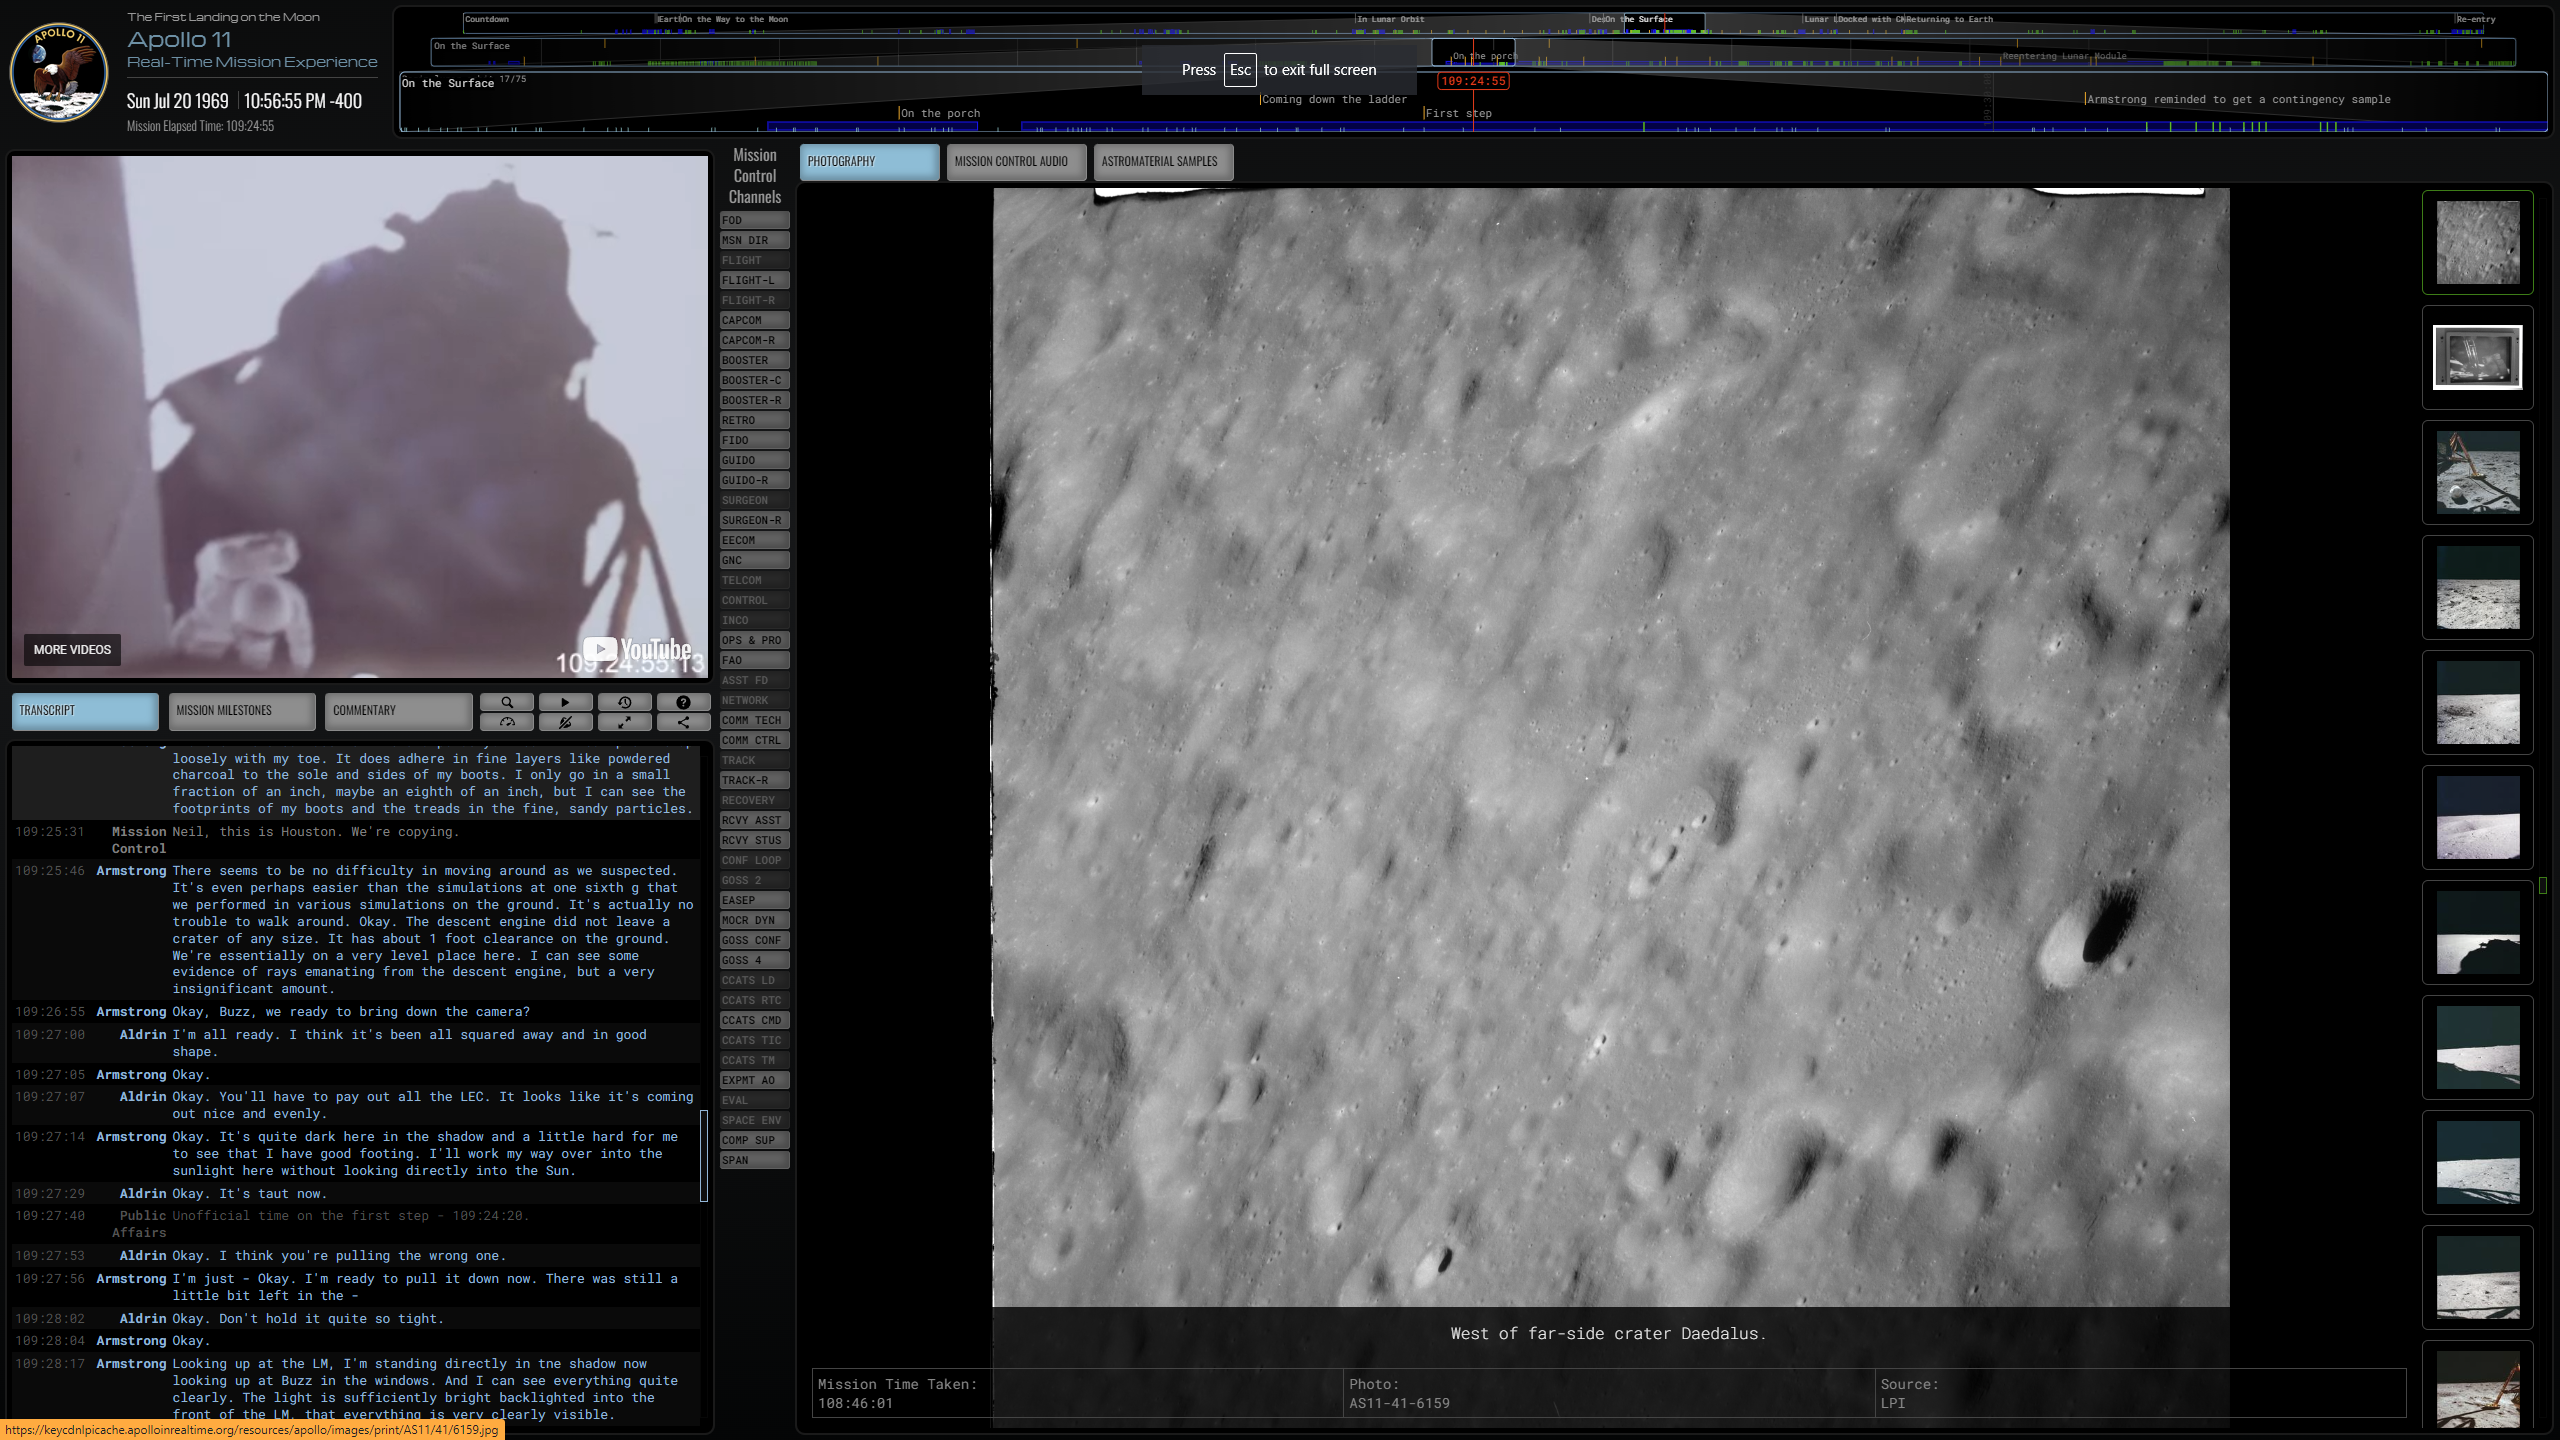 The First Landing on the Moon
Apollo 11
Real-Time Mission Experience
APOLLO 11
Sun Jul 20 1969
10:56:55 PM -400
Mission Elapsed Time: 109:24:55
Countdown
On the Way to the Moon
In Lunar Orbit
On the Surface
Docked with
Returning to Earth
Re-entry
On the Surface
On the porch
Reentering Lunar Module
On the Surface
17/75
109:24:55
On the porch
Coming down the ladder
First step
Armstrong reminded to get a contingency sample
Press Esc to exit full screen
MORE VIDEOS
YouTube
109:24:55:13
TRANSCRIPT
MISSION MILESTONES
COMMENTARY
loosely with my toe. It does adhere in fine layers like powdered
charcoal to the sole and sides of my boots. I only go in a small
fraction of an inch, maybe an eighth of an inch, but I can see the
footprints of my boots and the treads in the fine, sandy particles.
109:25:31 Mission Control Neil, this is Houston. We're copying.
109:25:46 Armstrong There seems to be no difficulty in moving around as we suspected.
It's even perhaps easier than the simulations at one sixth g that
we performed in various simulations on the ground. It's actually no
trouble to walk around. Okay. The descent engine did not leave a
crater of any size. It has about 1 foot clearance on the ground.
We're essentially on a very level place here. I can see some
evidence of rays emanating from the descent engine, but a very
insignificant amount.
109:26:55 Armstrong Okay, Buzz, we ready to bring down the camera?
109:27:00 Aldrin I'm all ready. I think it's been all squared away and in good
shape.
109:27:05 Armstrong Okay.
109:27:07 Aldrin Okay. You'll have to pay out all the LEC. It looks like it's coming
out nice and evenly.
109:27:14 Armstrong Okay. It's quite dark here in the shadow and a little hard for me
to see that I have good footing. I'll work my way over into the
sunlight here without looking directly into the Sun.
109:27:29 Aldrin Okay. It's taut now.
109:27:40 Public Affairs Unofficial time on the first step - 109:24:20.
109:27:53 Aldrin Okay. I think you're pulling the wrong one.
109:27:56 Armstrong I'm just - Okay. I'm ready to pull it down now. There was still a
little bit left in the -
109:28:02 Aldrin Okay. Don't hold it quite so tight.
109:28:04 Armstrong Okay.
109:28:17 Armstrong Looking up at the LM, I'm standing directly in tne shadow now
looking up at Buzz in the windows. And I can see everything quite
clearly. The light is sufficiently bright backlighted into the
front of the LM, that everything is very clearly visible.
https://keycdnlpicache.apolloinrealtime.org/resources/apollo/images/print/AS11/41/6159.jpg
Mission
Control
Channels
FOD
MSN DIR
FLIGHT
FLIGHT-L
FLIGHT-R
CAPCOM
CAPCOM-R
BOOSTER
BOOSTER-C
BOOSTER-R
RETRO
FIDO
GUIDO
GUIDO-R
SURGEON
SURGEON-R
EECOM
GNC
TELCOM
CONTROL
INCO
OPS & PRO
FAO
ASST FD
NETWORK
COMM TECH
COMM CTRL
TRACK
TRACK-R
RECOVERY
RCVY ASST
RCVY STUS
CONF LOOP
GOSS 2
EASEP
MOCR DYN
GOSS CONF
GOSS 4
CCATS LD
CCATS RTC
CCATS CMD
CCATS TIC
CCATS TM
EXPMT AO
EVAL
SPACE ENV
COMP SUP
SPAN
PHOTOGRAPHY
MISSION CONTROL AUDIO
ASTROMATERIAL SAMPLES
West of far-side crater Daedalus.
Mission Time Taken:
108:46:01
Photo:
AS11-41-6159
Source:
LPI